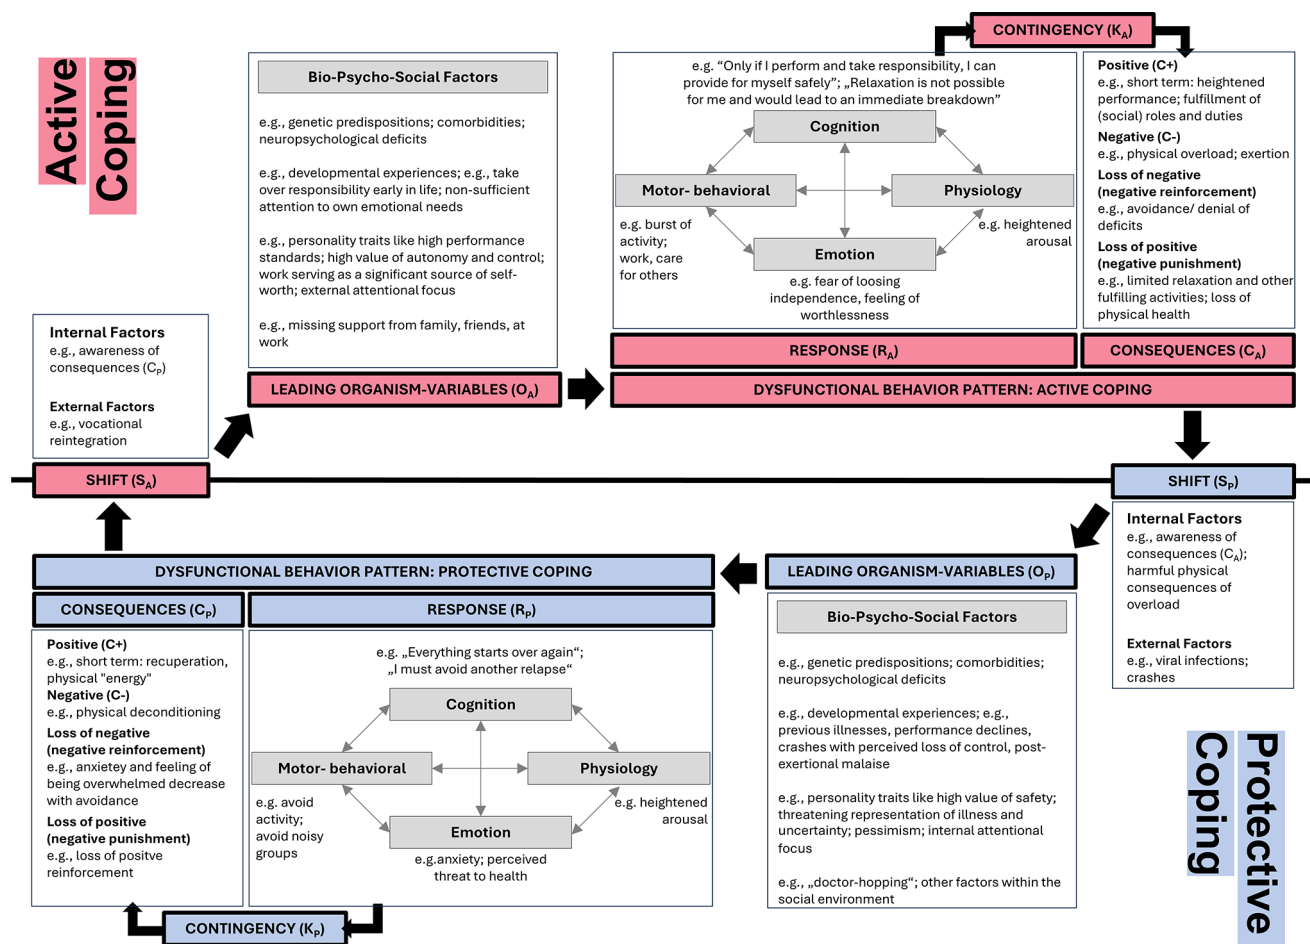 Active
Coping
Bio-Psycho-Social Factors
e.g., genetic predispositions; comorbidities;
neuropsychological deficits
e.g., developmental experiences; e.g., take
over responsibility early in life; non-sufficient
attention to own emotional needs
e.g., personality traits like high performance
standards; high value of autonomy and control;
work serving as a significant source of self-
worth; external attentional focus
e.g., missing support from family, friends, at
work
LEADING ORGANISM-VARIABLES (OA)
CONTINGENCY (KA)
e.g. “Only if I perform and take responsibility, I can
provide for myself safely”; „Relaxation is not possible
for me and would lead to an immediate breakdown”
Cognition
Motor- behavioral
Physiology
e.g. burst of
activity;
work, care
for others
e.g. heightened
arousal
Emotion
e.g. fear of loosing
independence, feeling of
worthlessness
RESPONSE (RA)
Positive (C+)
e.g., short term: heightened
performance; fulfillment of
(social) roles and duties
Negative (C-)
e.g., physical overload; exertion
Loss of negative
(negative reinforcement)
e.g., avoidance/ denial of
deficits
Loss of positive
(negative punishment)
e.g., limited relaxation and other
fulfilling activities; loss of
physical health
CONSEQUENCES (CA)
DYSFUNCTIONAL BEHAVIOR PATTERN: ACTIVE COPING
Internal Factors
e.g., awareness of
consequences (CP)
External Factors
e.g., vocational
reintegration
SHIFT (SA)
SHIFT (SP)
Internal Factors
e.g., awareness of
consequences (CA);
harmful physical
consequences of
overload
External Factors
e.g., viral infections;
crashes
LEADING ORGANISM-VARIABLES (OP)
Bio-Psycho-Social Factors
e.g., genetic predispositions; comorbidities;
neuropsychological deficits
e.g., developmental experiences; e.g.,
previous illnesses, performance declines,
crashes with perceived loss of control, post-
exertional malaise
e.g., personality traits like high value of safety;
threatening representation of illness and
uncertainty; pessimism; internal attentional
focus
e.g., „doctor-hopping“; other factors within the
social environment
DYSFUNCTIONAL BEHAVIOR PATTERN: PROTECTIVE COPING
CONSEQUENCES (CP)
RESPONSE (RP)
Positive (C+)
e.g., short term: recuperation,
physical "energy"
Negative (C-)
e.g., physical deconditioning
Loss of negative
(negative reinforcement)
e.g., anxietey and feeling of
being overwhelmed decrease
with avoidance
Loss of positive
(negative punishment)
e.g., loss of positve
reinforcement
e.g. „Everything starts over again“;
„I must avoid another relapse“
Cognition
Motor- behavioral
Physiology
e.g. avoid
activity;
avoid noisy
groups
e.g. heightened
arousal
Emotion
e.g.anxiety; perceived
threat to health
CONTINGENCY (KP)
Protective
Coping